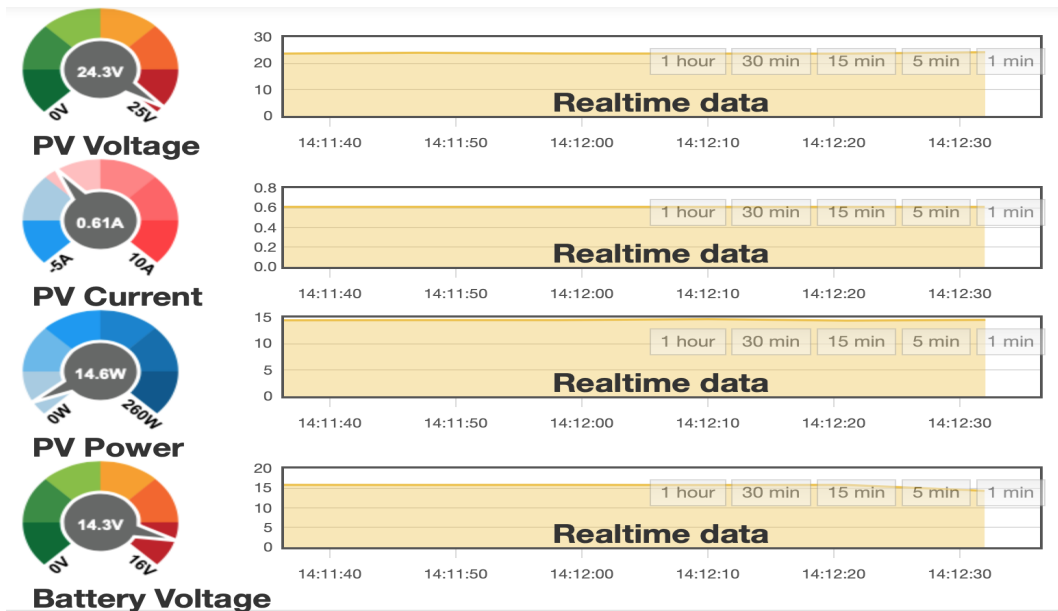 24.3V
0V
25V
PV Voltage
30
20
10
0
1 hour 30 min 15 min 5 min 1 min
Realtime data
14:11:40 14:11:50 14:12:00 14:12:10 14:12:20 14:12:30
0.61A
-5A
10A
PV Current
0.8
0.6
0.4
0.2
0.0
1 hour 30 min 15 min 5 min 1 min
Realtime data
14:11:40 14:11:50 14:12:00 14:12:10 14:12:20 14:12:30
14.6W
0W
260W
PV Power
15
10
5
0
1 hour 30 min 15 min 5 min 1 min
Realtime data
14:11:40 14:11:50 14:12:00 14:12:10 14:12:20 14:12:30
14.3V
0V
16V
Battery Voltage
20
15
10
5
0
1 hour 30 min 15 min 5 min 1 min
Realtime data
14:11:40 14:11:50 14:12:00 14:12:10 14:12:20 14:12:30